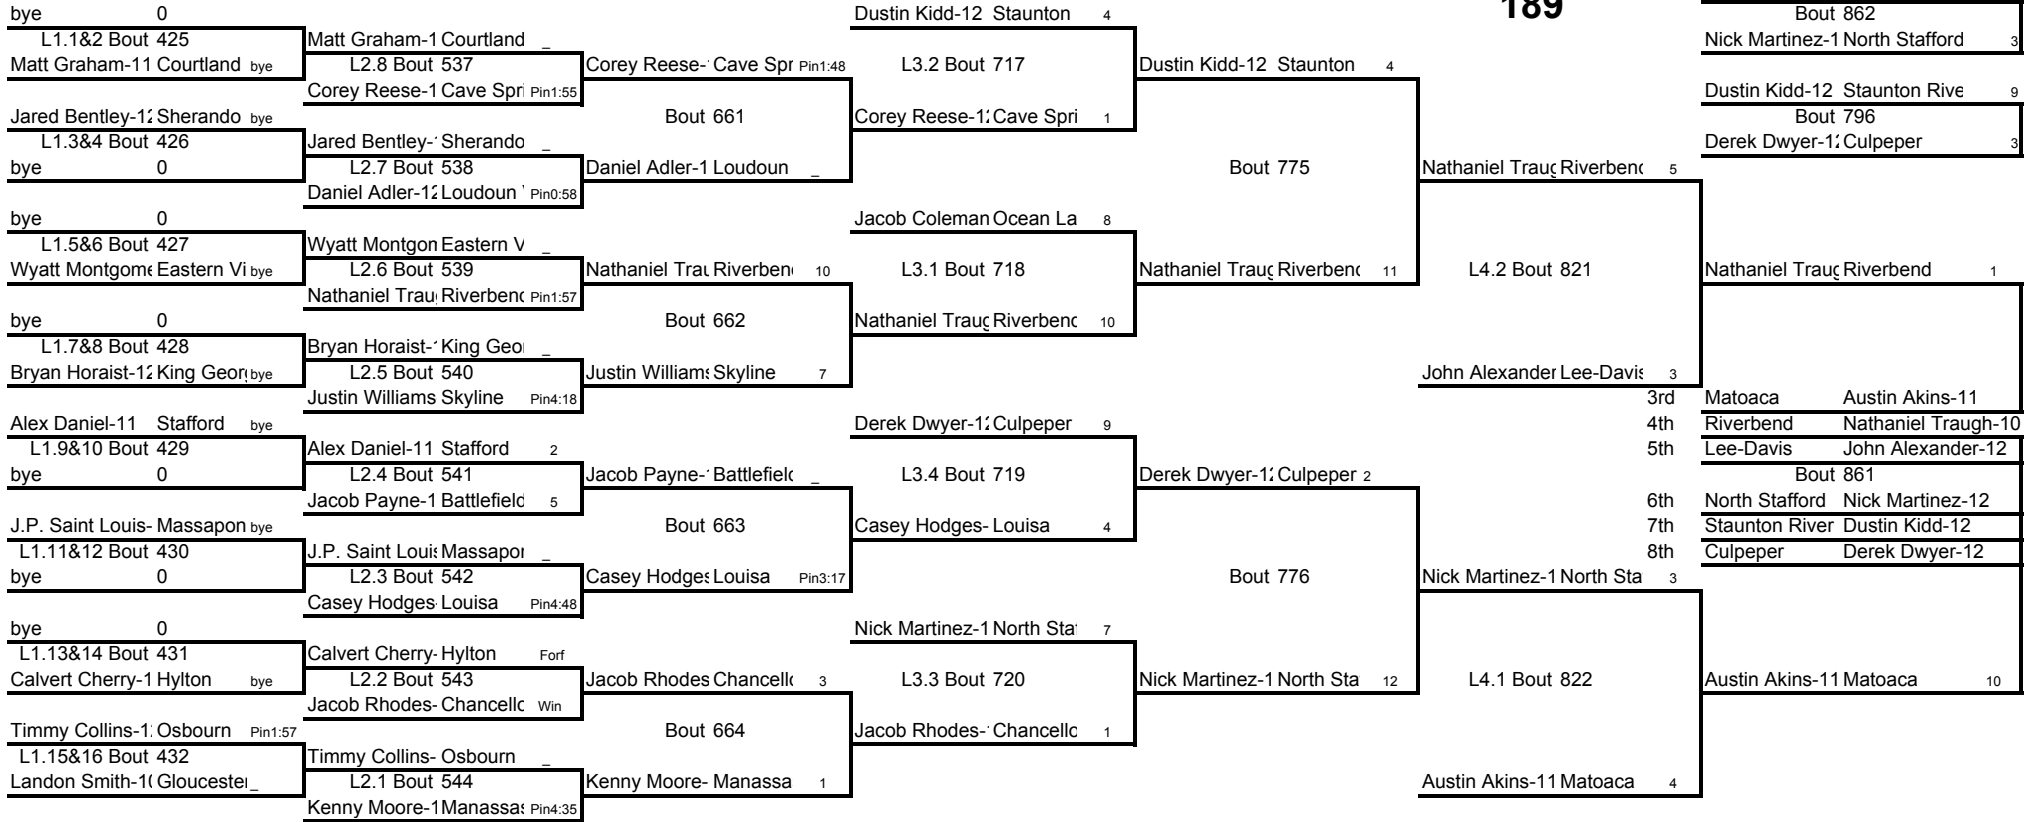 189
bye 0
L1.1&2 Bout 425
Matt Graham-11 Courtland bye
Jared Bentley-12 Sherando bye
L1.3&4 Bout 426
bye 0
bye 0
L1.5&6 Bout 427
Wyatt Montgome Eastern Vi bye
bye 0
L1.7&8 Bout 428
Bryan Horaist-12 King Georg bye
Alex Daniel-11 Stafford bye
L1.9&10 Bout 429
bye 0
J.P. Saint Louis- Massapon bye
L1.11&12 Bout 430
bye 0
bye 0
L1.13&14 Bout 431
Calvert Cherry-1 Hylton bye
Timmy Collins-1 Osbourn Pin1:57
L1.15&16 Bout 432
Landon Smith-10 Gloucester _
Matt Graham-1 Courtland _
L2.8 Bout 537
Corey Reese-1 Cave Spri Pin1:55
Jared Bentley- Sherando _
L2.7 Bout 538
Daniel Adler-12 Loudoun Pin0:58
Wyatt Montgon Eastern V _
L2.6 Bout 539
Nathaniel Traug Riverbend Pin1:57
Bryan Horaist- King Geor _
L2.5 Bout 540
Justin Williams Skyline Pin4:18
Alex Daniel-11 Stafford 2
L2.4 Bout 541
Jacob Payne-1 Battlefield 5
J.P. Saint Louis Massapor _
L2.3 Bout 542
Casey Hodges- Louisa Pin4:48
Calvert Cherry- Hylton Forf
L2.2 Bout 543
Jacob Rhodes- Chancello Win
Timmy Collins- Osbourn _
L2.1 Bout 544
Kenny Moore-1 Manassas Pin4:35
Corey Reese- Cave Spr Pin1:48
Bout 661
Daniel Adler-1 Loudoun _
Nathaniel Trau Riverben 10
Bout 662
Justin Williams Skyline 7
Jacob Payne- Battlefield _
Bout 663
Casey Hodges Louisa Pin3:17
Jacob Rhodes Chancello 3
Bout 664
Kenny Moore- Manassa 1
Dustin Kidd-12 Staunton 4
L3.2 Bout 717
Corey Reese-12 Cave Spri 1
Jacob Coleman Ocean La 8
L3.1 Bout 718
Nathaniel Traug Riverbend 10
Derek Dwyer-12 Culpeper 9
L3.4 Bout 719
Casey Hodges- Louisa 4
Nick Martinez-1 North Sta 7
L3.3 Bout 720
Jacob Rhodes- Chancello 1
Dustin Kidd-12 Staunton 4
Bout 775
Nathaniel Traug Riverbend 11
Derek Dwyer-12 Culpeper 2
Bout 776
Nick Martinez-1 North Sta 12
Nathaniel Traug Riverbend 5
L4.2 Bout 821
John Alexander Lee-Davis 3
Nick Martinez-1 North Sta 3
L4.1 Bout 822
Austin Akins-11 Matoaca 4
Bout 862
Nick Martinez-1 North Stafford 3
Dustin Kidd-12 Staunton Rive 9
Bout 796
Derek Dwyer-12 Culpeper 3
Nathaniel Traug Riverbend 1
3rd Matoaca Austin Akins-11
4th Riverbend Nathaniel Traugh-10
5th Lee-Davis John Alexander-12
Bout 861
6th North Stafford Nick Martinez-12
7th Staunton River Dustin Kidd-12
8th Culpeper Derek Dwyer-12
Austin Akins-11 Matoaca 10